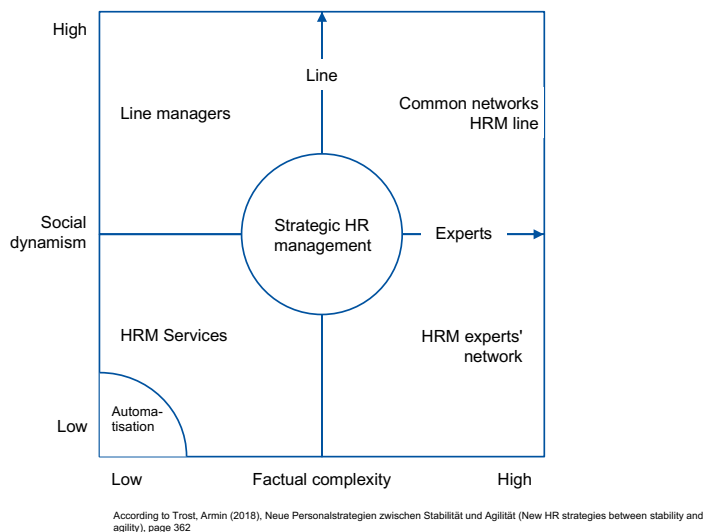 High
Line
Line managers
Common networks
HRM line
Social
dynamism
Strategic HR
management
Experts
HRM Services
HRM experts'
network
Automa-
tisation
Low
Low
Factual complexity
High
According to Trost, Armin (2018), Neue Personalstrategien zwischen Stabilität und Agilität (New HR strategies between stability and
agility), page 362